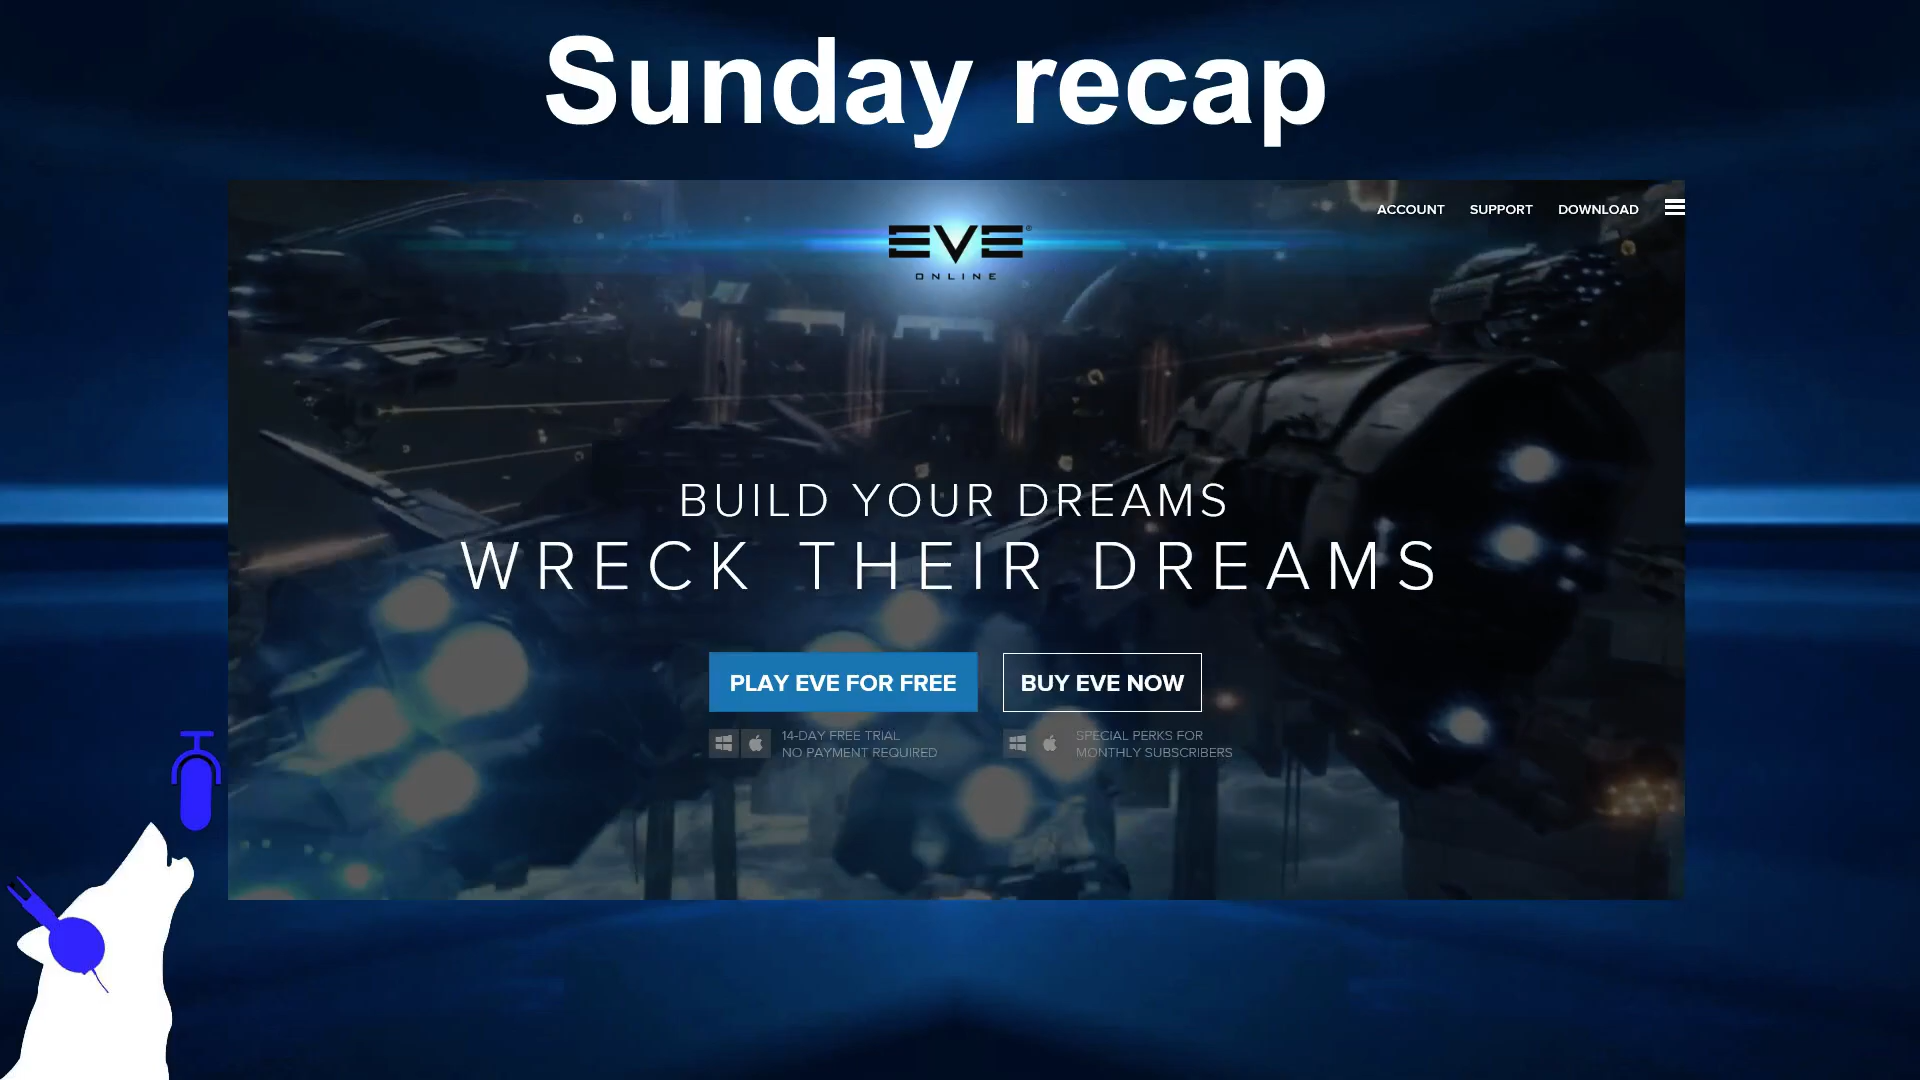 Sunday recap
ACCOUNT SUPPORT DOWNLOAD
EVE®
ONLINE
BUILD YOUR DREAMS
WRECK THEIR DREAMS
PLAY EVE FOR FREE BUY EVE NOW
14-DAY FREE TRIAL SPECIAL PERKS FOR
NO PAYMENT REQUIRED MONTHLY SUBSCRIBERS